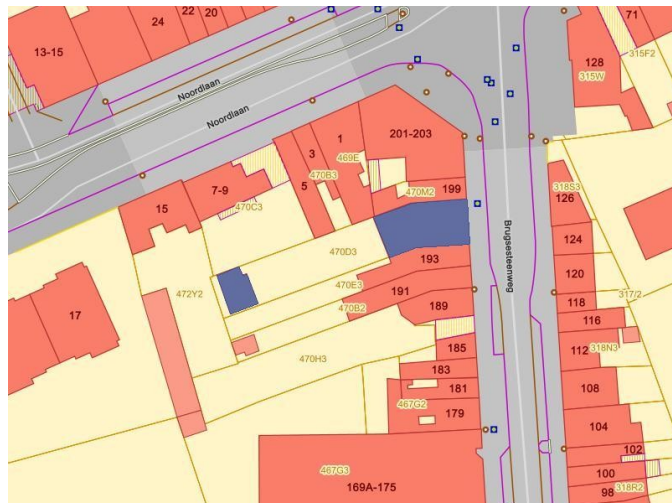 13-15
24
22
20
71
315F2
128
315W
Noordlaan
Noordlaan
3
1
469E
470B3
5
201-203
470M2
199
318S3
126
15
7-9
470C3
124
470D3
193
120
317/2
472Y2
470E3
191
470B2
189
118
116
Brugsesteenweg
17
185
112
318N3
470H3
183
181
467G2
179
108
104
102
467G3
169A-175
100
98
318R2